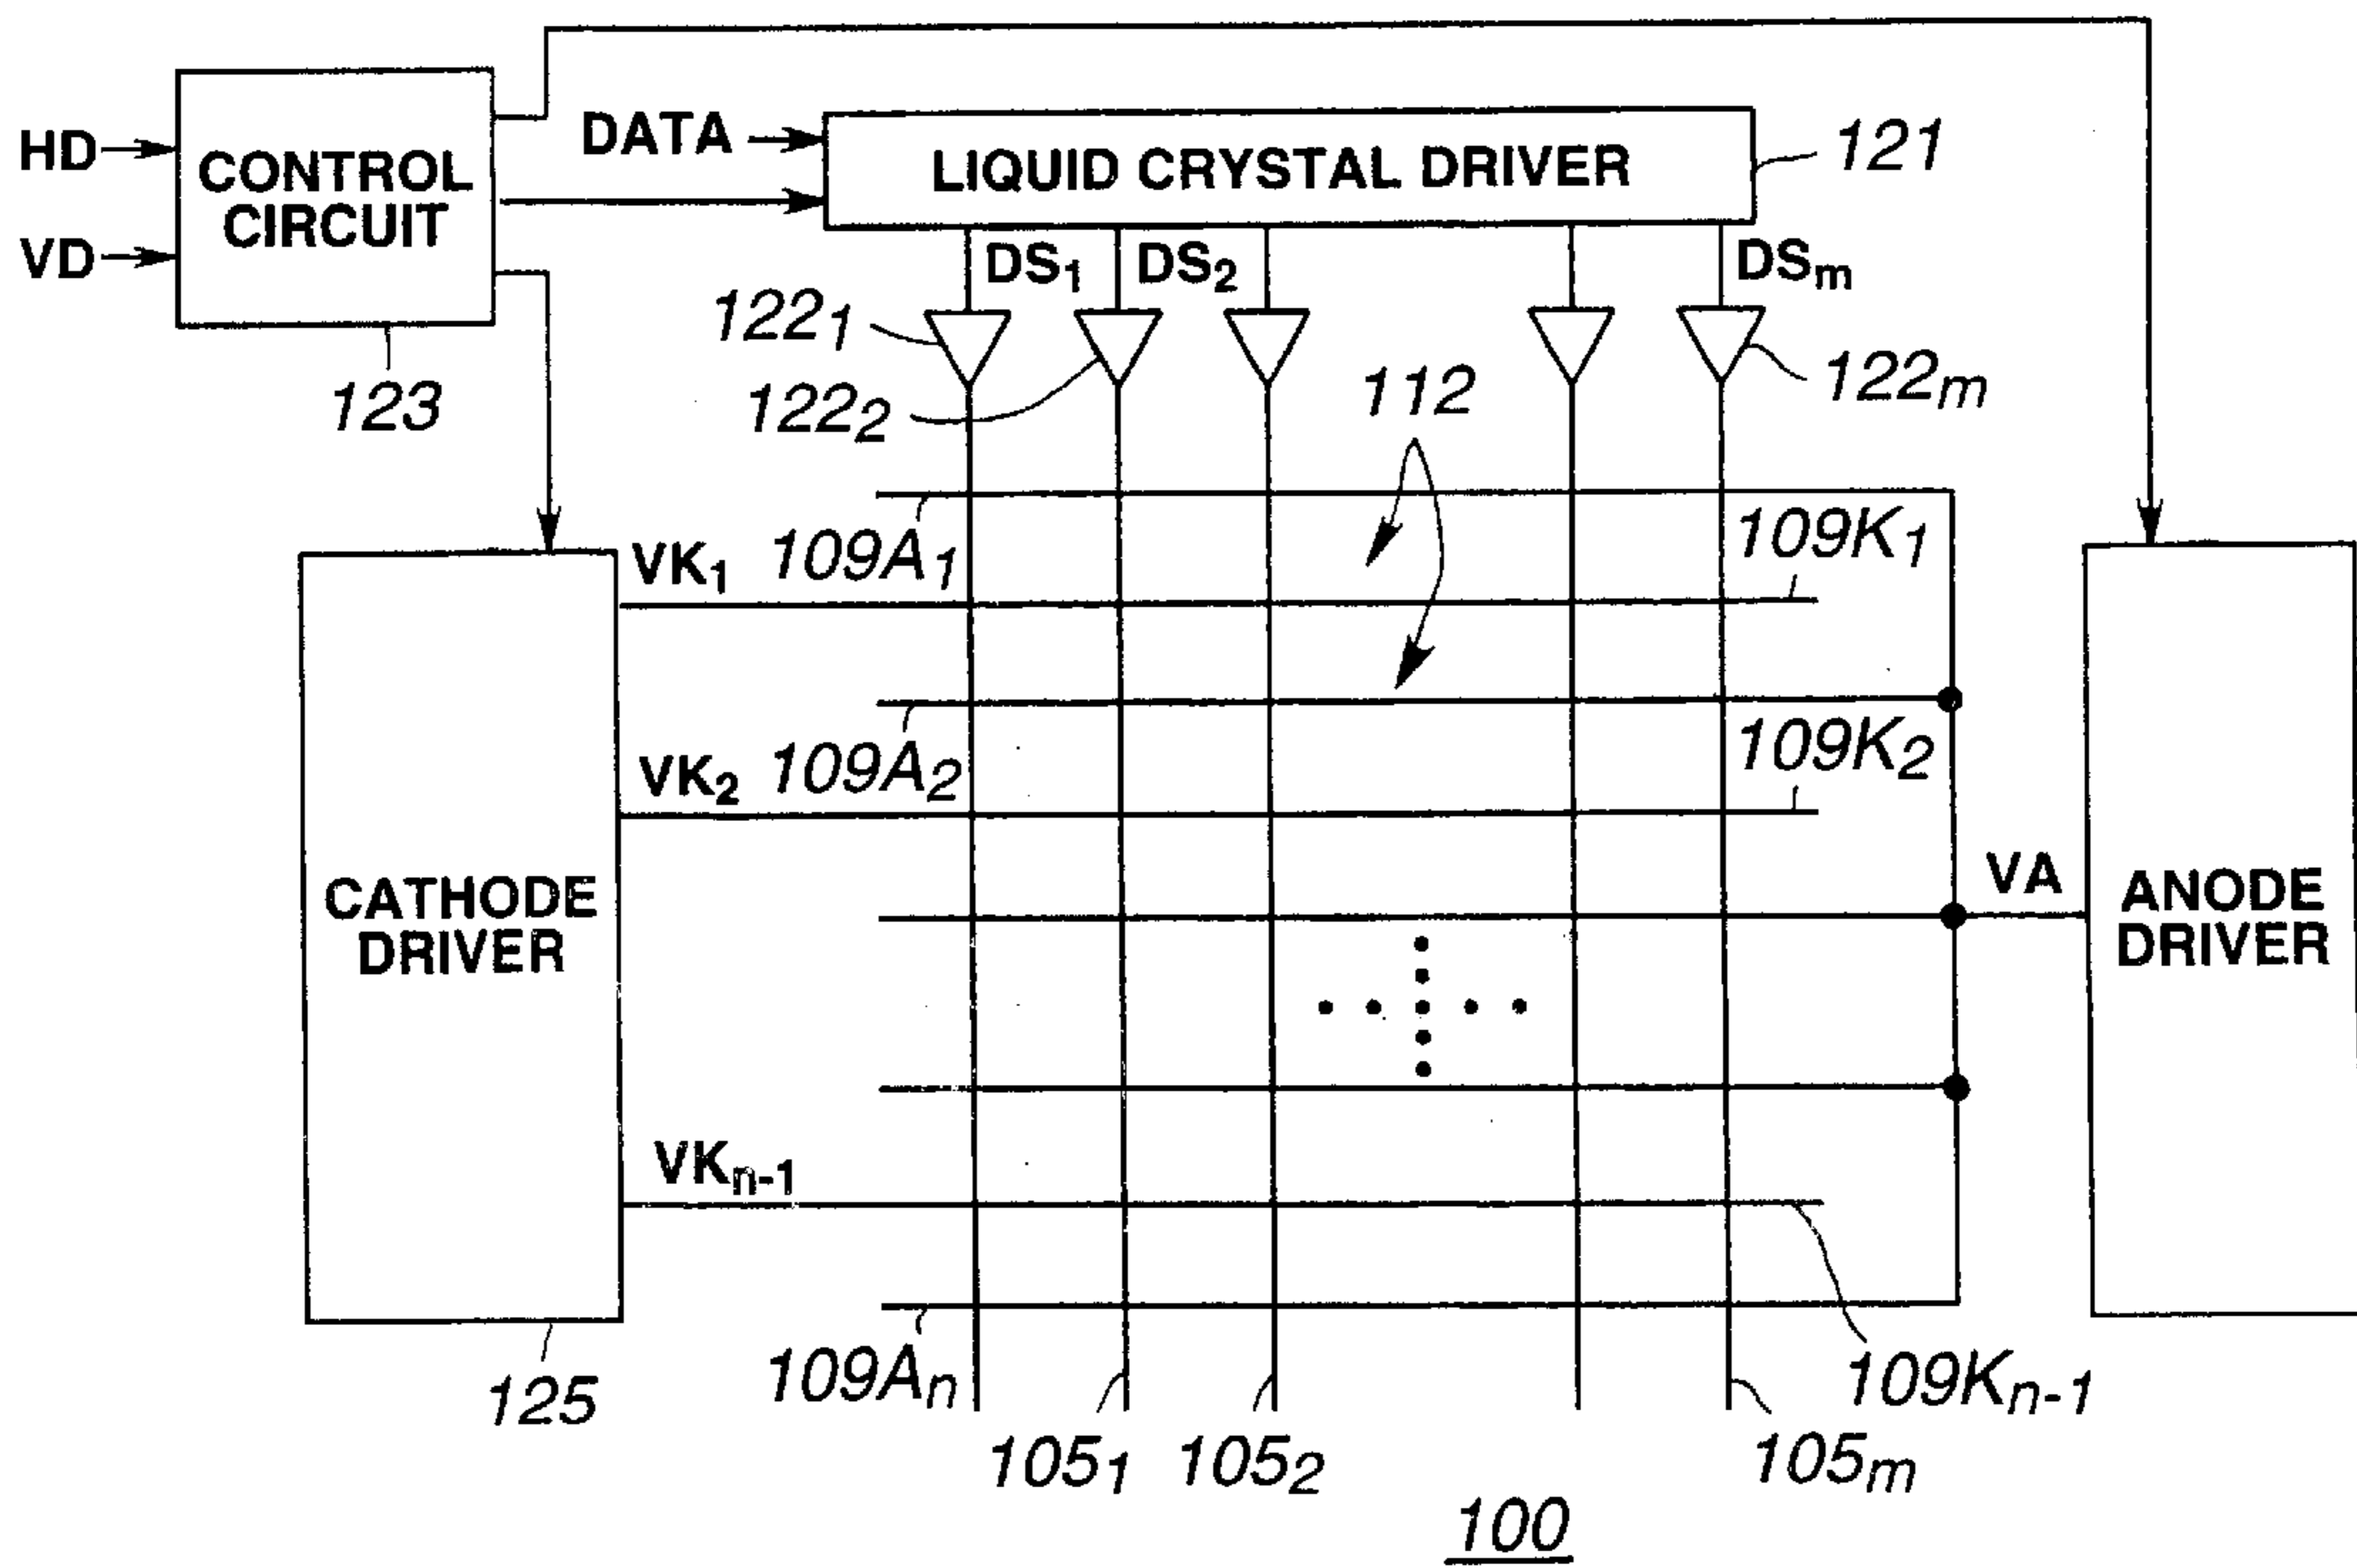 HD
VD
CONTROL
CIRCUIT
123
DATA
LIQUID CRYSTAL DRIVER
121
DS₁
DS₂
DSₘ
122₁
122₂
122ₘ
112
109A₁
109K₁
VK₁
109A₂
109K₂
VK₂
CATHODE
DRIVER
VA
ANODE
DRIVER
VKₙ₋₁
109Aₙ
109Kₙ₋₁
125
105₁
105₂
105ₘ
100